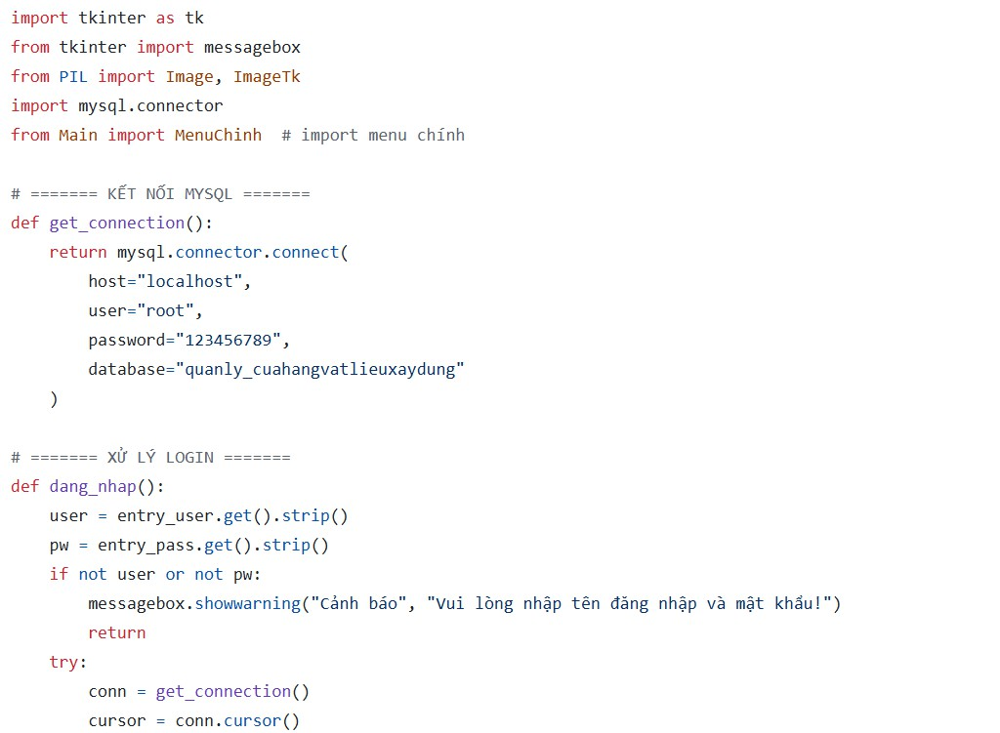 import tkinter as tk
from tkinter import messagebox
from PIL import Image, ImageTk
import mysql.connector
from Main import MenuChinh  # import menu chính

# ======= KẾT NỐI MYSQL =======
def get_connection():
    return mysql.connector.connect(
        host="localhost",
        user="root",
        password="123456789",
        database="quanly_cuahangvatlieuxaydung"
    )

# ======= XỬ LÝ LOGIN =======
def dang_nhap():
    user = entry_user.get().strip()
    pw = entry_pass.get().strip()
    if not user or not pw:
        messagebox.showwarning("Cảnh báo", "Vui lòng nhập tên đăng nhập và mật khẩu!")
        return
    try:
        conn = get_connection()
        cursor = conn.cursor()